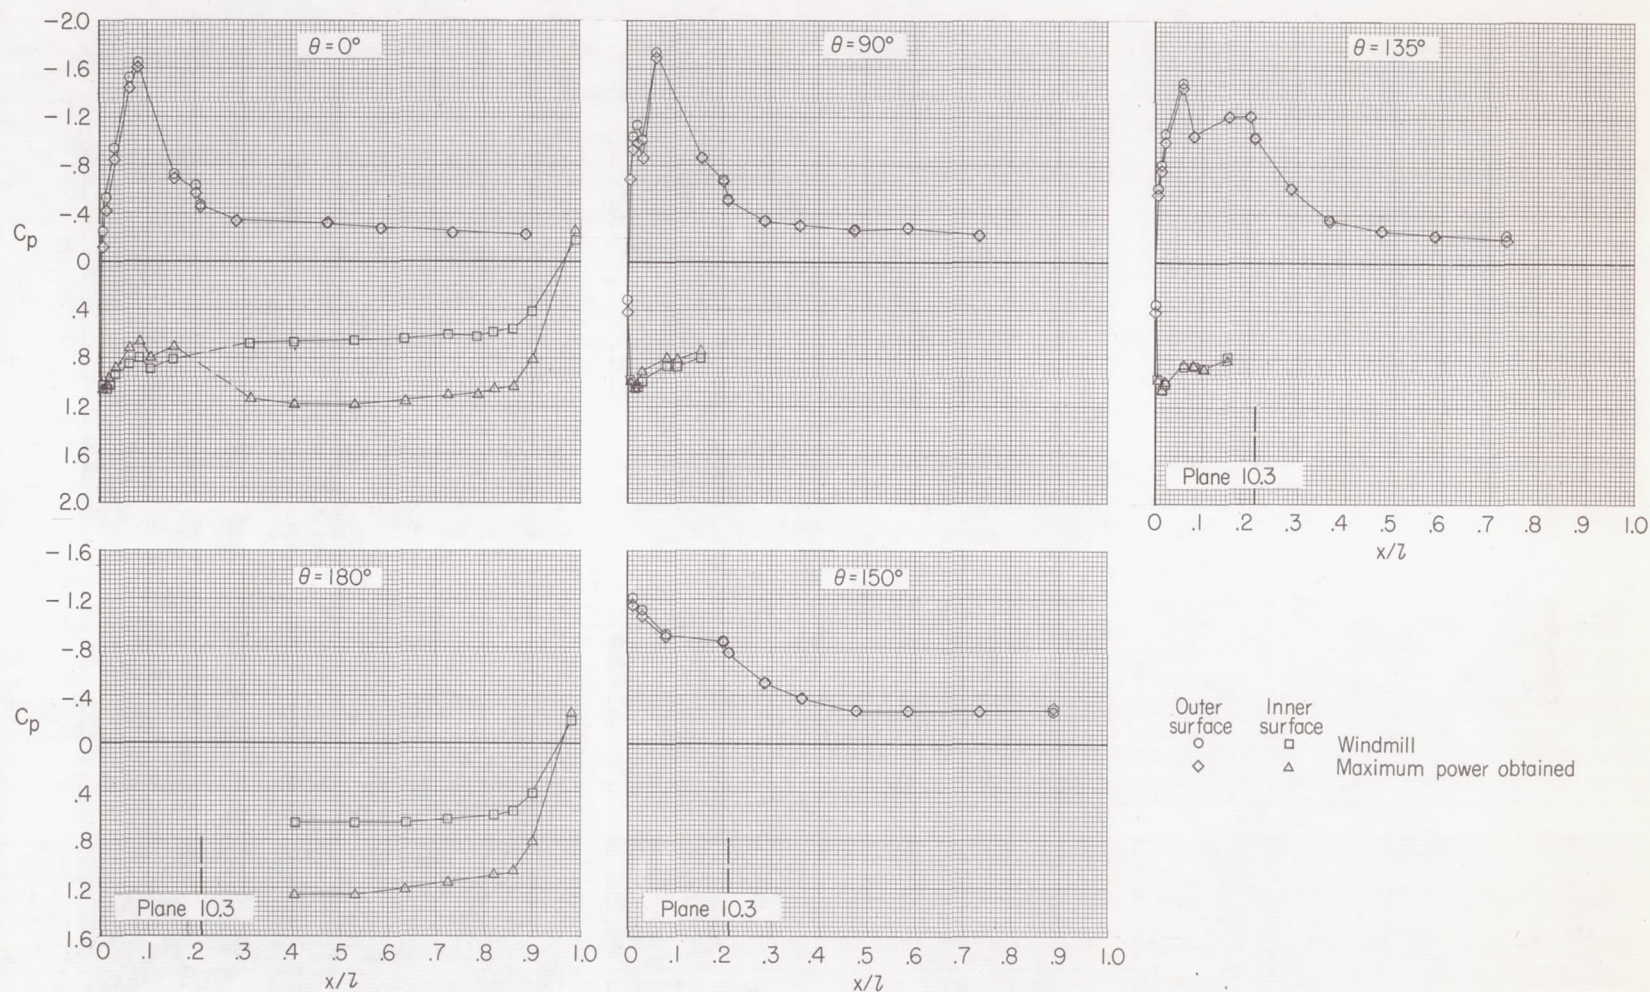 θ = 0°
θ = 90°
θ = 135°
-2.0
-1.6
-1.2
-.8
-.4
0
.4
.8
1.2
1.6
2.0
Cp
Plane 10.3
0 .1 .2 .3 .4 .5 .6 .7 .8 .9 1.0
x/l
θ = 180°
θ = 150°
-1.6
-1.2
-.8
-.4
0
.4
.8
1.2
1.6
Cp
Plane 10.3
Plane 10.3
0 .1 .2 .3 .4 .5 .6 .7 .8 .9 1.0
x/l
0 .1 .2 .3 .4 .5 .6 .7 .8 .9 1.0
x/l
Outer surface
Inner surface
Windmill
Maximum power obtained